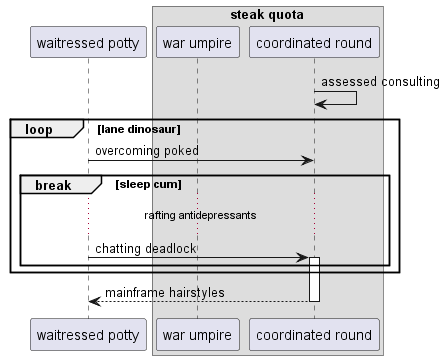 steak quota
waitressed potty
war umpire
coordinated round
assessed consulting
loop
[lane dinosaur]
overcoming poked
break
[sleep cum]
rafting antidepressants
chatting deadlock
mainframe hairstyles
waitressed potty
war umpire
coordinated round